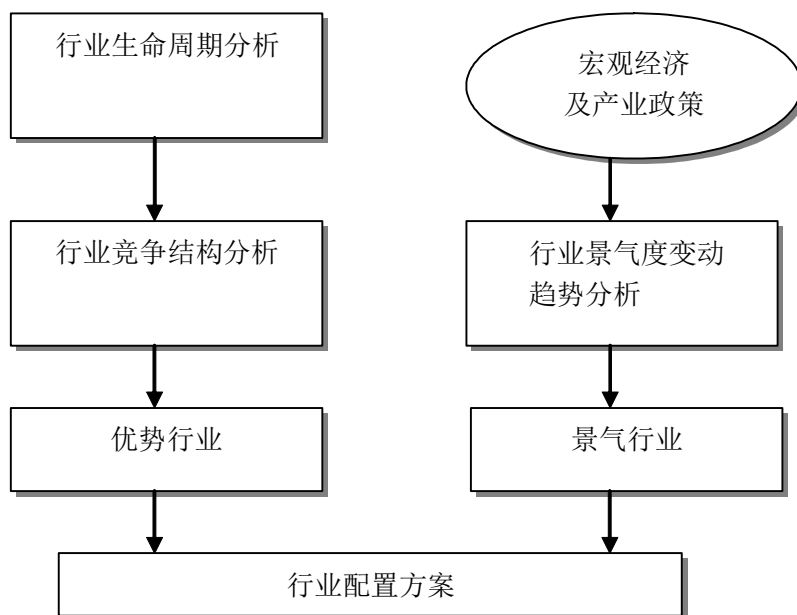 行业生命周期分析
宏观经济
及产业政策
行业竞争结构分析
行业景气度变动
趋势分析
优势行业
景气行业
行业配置方案